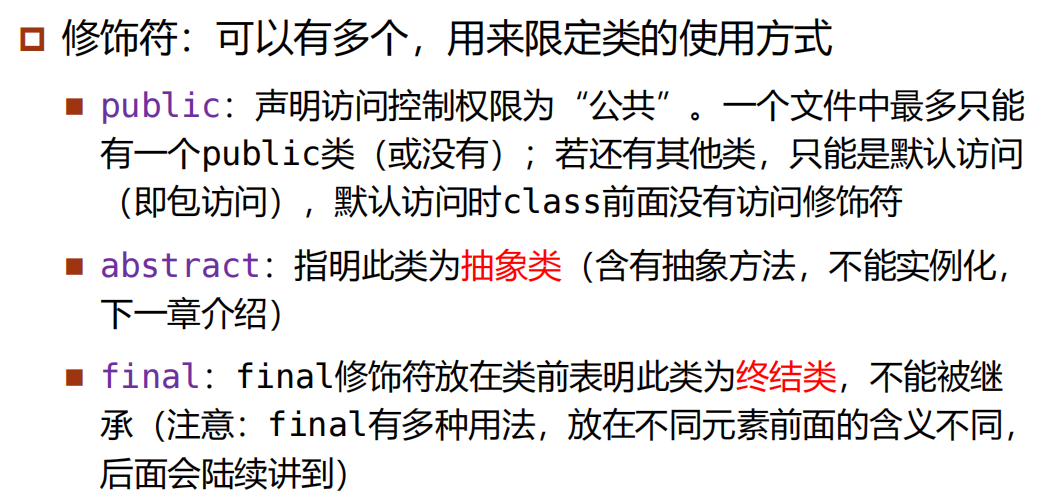 修饰符：可以有多个，用来限定类的使用方式
public：声明访问控制权限为“公共”。一个文件中最多只能
有一个public类（或没有）；若还有其他类，只能是默认访问
（即包访问），默认访问时class前面没有访问修饰符
abstract：指明此类为抽象类（含有抽象方法，不能实例化，
下一章介绍）
final：final修饰符放在类前表明此类为终结类，不能被继
承（注意：final有多种用法，放在不同元素前面的含义不同，
后面会陆续讲到）